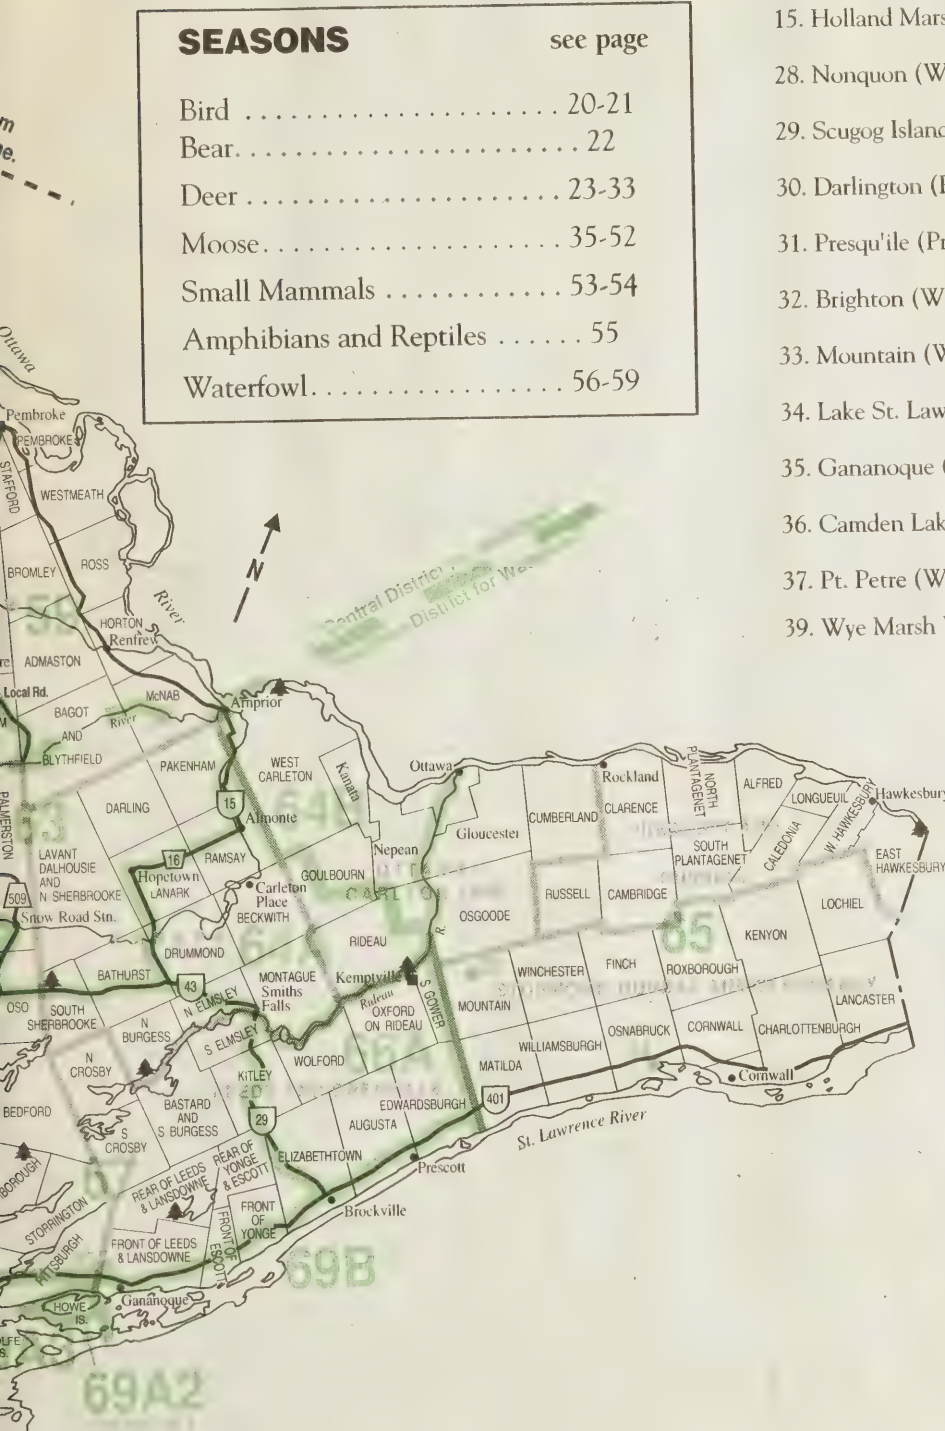 SEASONS see page
Bird . . . . . . . . . . . . . . . . . . . . . . 20-21
Bear. . . . . . . . . . . . . . . . . . . . . . . . 22
Deer . . . . . . . . . . . . . . . . . . . . . . 23-33
Moose. . . . . . . . . . . . . . . . . . . . . 35-52
Small Mammals . . . . . . . . . . . . 53-54
Amphibians and Reptiles . . . . . . 55
Waterfowl. . . . . . . . . . . . . . . . . . 56-59
15. Holland Mars
28. Nonquon (W
29. Scugog Island
30. Darlington (
31. Presqu'ile (Pr
32. Brighton (W
33. Mountain (W
34. Lake St. Law
35. Gananoque (
36. Camden Lak
37. Pt. Petre (W
39. Wye Marsh
Ottawa
River
Pembroke
PEMBROKE
STAFFORD
WESTMEATH
BROMLEY
ROSS
N
Central District
District for
HORTON
Renfrew
ADMASTON
Local Rd.
McNAB
BAGOT
AND
BLYTHFIELD
River
Arnprior
PAKENHAM
WEST
CARLETON
Kanata
Ottawa
Rockland
NORTH
PLANTAGENET
ALFRED
LONGUEUIL
Hawkesbury
W. HAWKESBURY
CALEDONIA
EAST
HAWKESBURY
PALMERSTON
DARLING
15
Almonte
Nepean
Gloucester
CUMBERLAND
CLARENCE
SOUTH
PLANTAGENET
LAVANT
DALHOUSIE
AND
N SHERBROOKE
16
Hopetown
LANARK
RAMSAY
Carleton
Place
BECKWITH
GOULBOURN
RUSSELL
CAMBRIDGE
LOCHIEL
509
Snow Road Stn.
OSGOODE
DRUMMOND
RIDEAU
R.
65
KENYON
OSO
SOUTH
SHERBROOKE
BATHURST
43
N ELMSLEY
MONTAGUE
Smiths
Falls
Kemptville
Rideau
OXFORD
ON RIDEAU
S GOWER
MOUNTAIN
WINCHESTER
FINCH
ROXBOROUGH
LANCASTER
N
BURGESS
S ELMSLEY
N
CROSBY
WOLFORD
66A
MATILDA
WILLIAMSBURGH
OSNABRUCK
CORNWALL
CHARLOTTENBURGH
BEDFORD
KITLEY
BASTARD
AND
S BURGESS
29
EDWARDSBURGH
401
Cornwall
S
CROSBY
AUGUSTA
ELIZABETHTOWN
St. Lawrence River
67
REAR OF LEEDS
& LANSDOWNE
REAR OF
YONGE
& ESCOTT
Prescott
STORRINGTON
PITTSBURGH
FRONT OF LEEDS
& LANSDOWNE
FRONT OF
ESCOTT
FRONT
OF
YONGE
Brockville
69B
HOWE
IS.
Gananoque
69A2